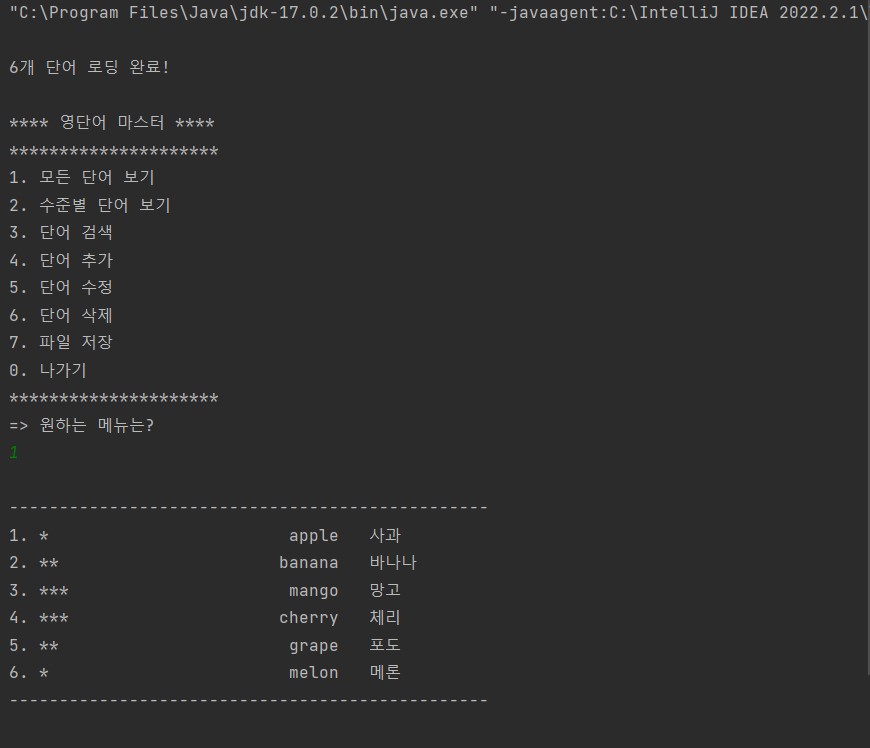 "C:\Program Files\Java\jdk-17.0.2\bin\java.exe" "-javaagent:C:\IntelliJ IDEA 2022.2.1\
6개 단어 로딩 완료!
**** 영단어 마스터 ****
*********************
1. 모든 단어 보기
2. 수준별 단어 보기
3. 단어 검색
4. 단어 추가
5. 단어 수정
6. 단어 삭제
7. 파일 저장
0. 나가기
*********************
=> 원하는 메뉴는?
1
------------------------------------------------
1. * apple 사과
2. ** banana 바나나
3. *** mango 망고
4. *** cherry 체리
5. ** grape 포도
6. * melon 메론
------------------------------------------------